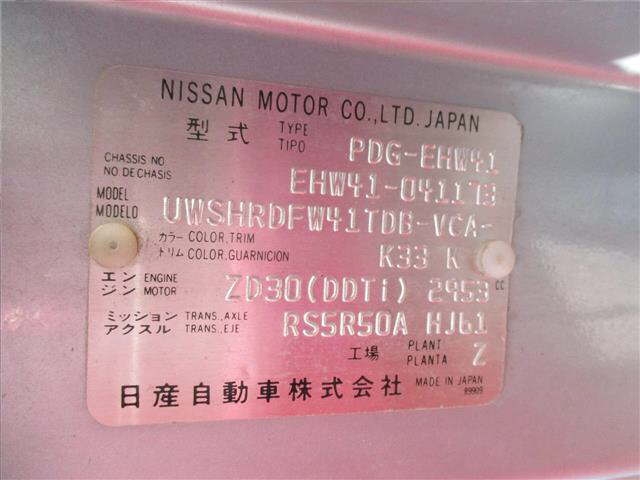 NISSAN MOTOR CO.,LTD. JAPAN
型式 TYPE TIPO PDG-EHW41
CHASSIS NO NO DE CHASIS EHW41-041173
MODEL MODELO UWSHRDFW41TDB-VCA-
カラー COLOR,TRIM
トリム COLOR,GUARNICION K33 K
エンジン ENGINE MOTOR ZD30(DDTi) 2953 CC
ミッション TRANS.,AXLE
アクスル TRANS.,EJE RS5R50A HJ61
工場 PLANT PLANTA Z
日産自動車株式会社 MADE IN JAPAN
89909